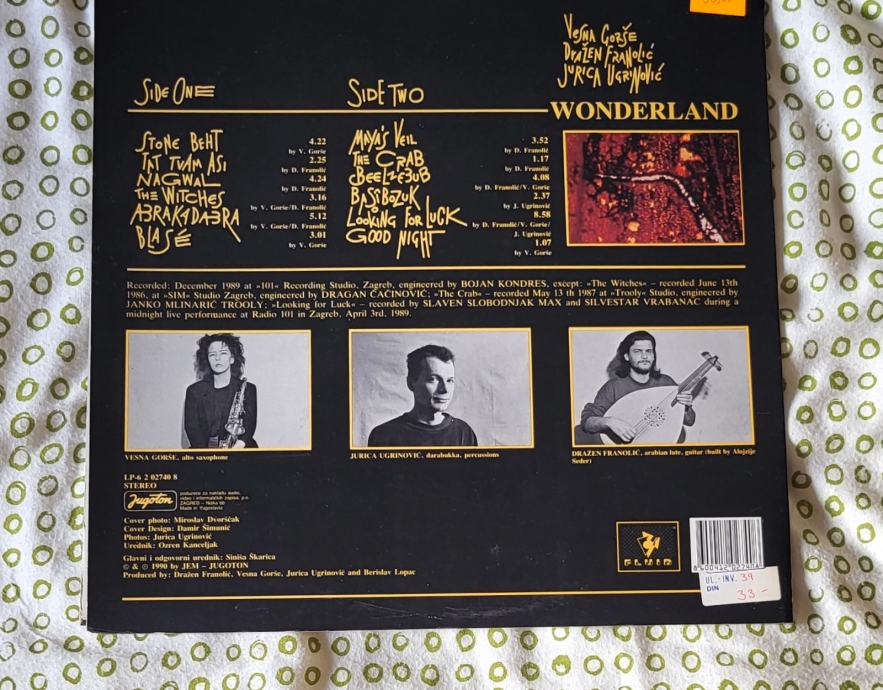 VESNA GORŠE
DRAŽEN FRANOLIĆ
JURICA UGRINOVIĆ
WONDERLAND
SIDE ONE
STONE BEHT 4.22
by V. Gorše
TAT TVAM ASI 2.25
by D. Franolić
NAGWAL 4.24
by D. Franolić
THE WITCHES 3.16
by V. Gorše/D. Franolić
ABRAKADABRA 5.12
by V. Gorše/D. Franolić
BLASÉ 3.01
by V. Gorše
SIDE TWO
MAYA'S VEIL 3.52
by D. Franolić
THE CRAB 1.17
by D. Franolić
BEELZEBUB 4.08
by D. Franolić/V. Gorše
BASIBOZUK 2.37
by J. Ugrinović
LOOKING FOR LUCK 8.58
by D. Franolić/V. Gorše/
J. Ugrinović
GOOD NIGHT 1.07
by V. Gorše
Recorded: December 1989 at »101« Recording Studio, Zagreb, engineered by BOJAN KONDRES, except: »The Witches« – recorded June 13th
1986, at »SIM« Studio Zagreb, engineered by DRAGAN ČAČINOVIĆ; »The Crab« – recorded May 13 th 1987 at »Trooly« Studio, engineered by
JANKO MLINARIĆ TROOLY; »Looking for Luck« – recorded by SLAVEN SLOBODNJAK MAX and SILVESTAR VRABANAC during a
midnight live performance at Radio 101 in Zagreb, April 3rd, 1989.
VESNA GORŠE, alto saxophone
JURICA UGRINOVIĆ, darabukka, percussions
DRAŽEN FRANOLIĆ, arabian lute, guitar (built by Alojzije
Seder)
LP-6 2 02740 8
STEREO
Jugoton
poduzeće za nakladu audio,
video i informatičkih zapisa, p.o.
ZAGREB –
Made in Yugoslavia
Cover photo: Miroslav Dvorščak
Cover Design: Damir Šimunić
Photos: Jurica Ugrinović
Urednik: Ozren Kanceljak
Glavni i odgovorni urednik: Siniša Škarica
© & ℗ 1990 by JEM – JUGOTON
Produced by: Dražen Franolić, Vesna Gorše, Jurica Ugrinović and Berislav Lopac
FLUID
UL.-INV. 39
DIN 33-